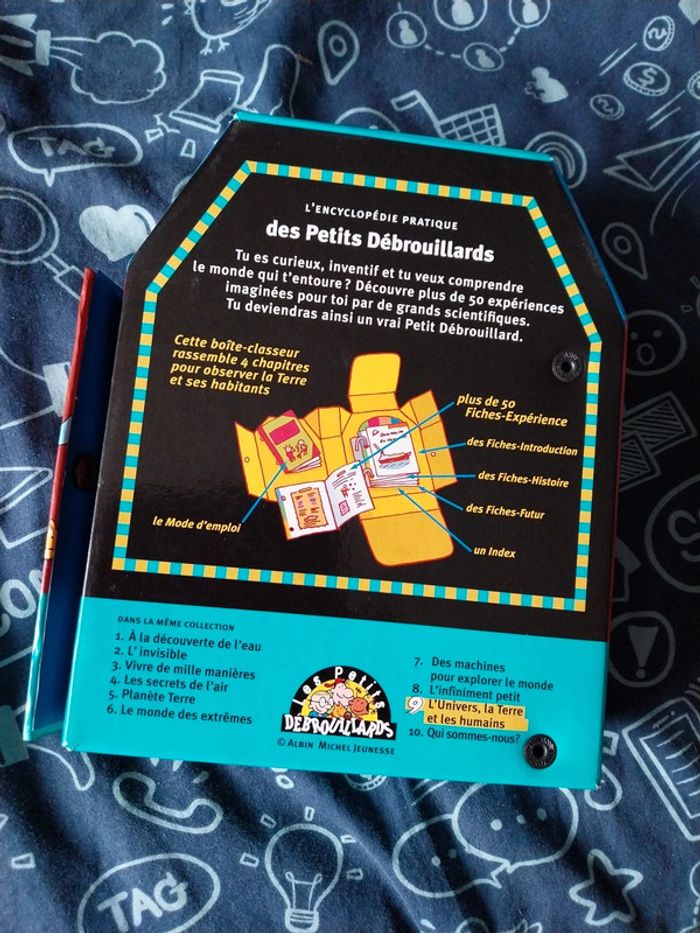 TAG
L'ENCYCLOPÉDIE PRATIQUE
des Petits Débrouillards
Tu es curieux, inventif et tu veux comprendre
le monde qui t'entoure ? Découvre plus de 50 expériences
imaginées pour toi par de grands scientifiques.
Tu deviendras ainsi un vrai Petit Débrouillard.
Cette boîte-classeur
rassemble 4 chapitres
pour observer la Terre
et ses habitants
plus de 50
Fiches-Expérience
des Fiches-Introduction
des Fiches-Histoire
des Fiches-Futur
un Index
le Mode d'emploi
DANS LA MÊME COLLECTION
1. À la découverte de l'eau
2. L'invisible
3. Vivre de mille manières
4. Les secrets de l'air
5. Planète Terre
6. Le monde des extrêmes
Les Petits
DÉBROUILLARDS
© ALBIN MICHEL JEUNESSE
7. Des machines
pour explorer le monde
8. L'infiniment petit
9 L'Univers, la Terre
et les humains
10. Qui sommes-nous?
TAG